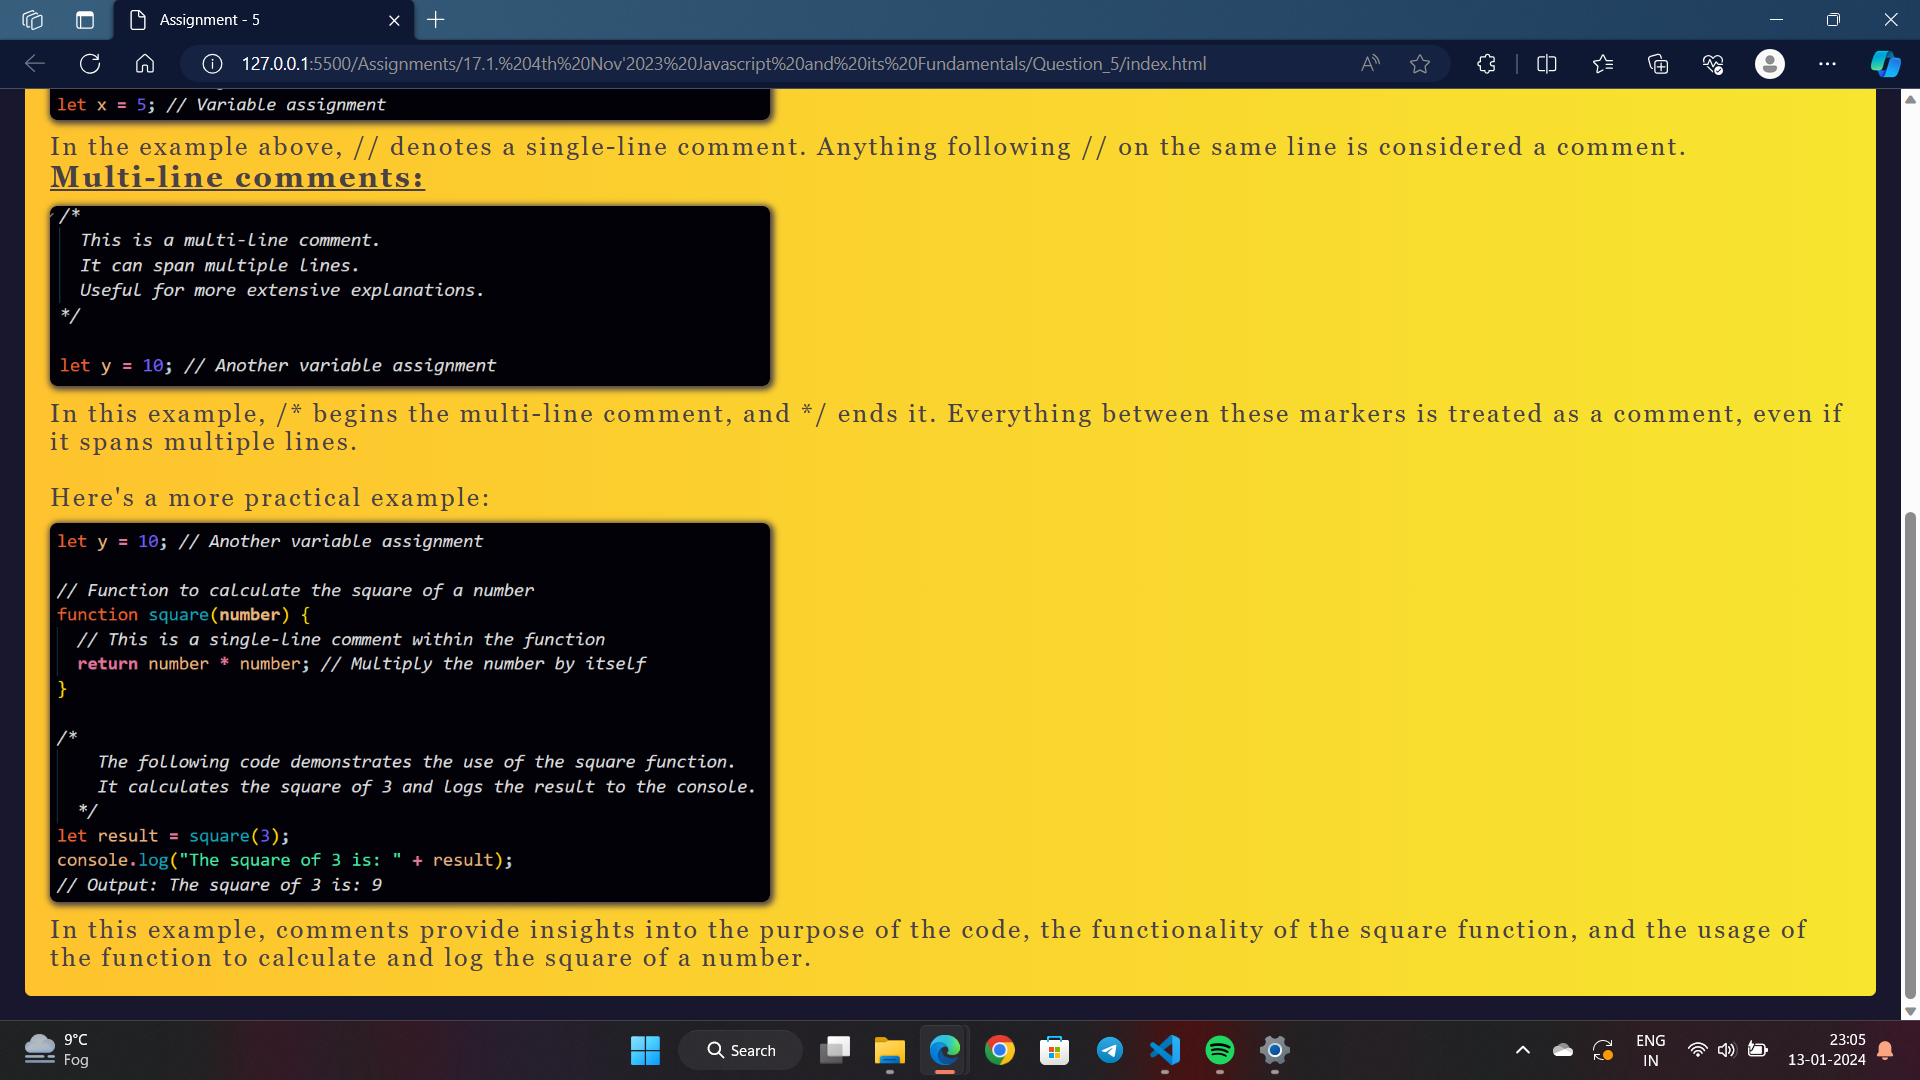 Assignment - 5
127.0.0.1:5500/Assignments/17.1.%204th%20Nov'2023%20Javascript%20and%20its%20Fundamentals/Question_5/index.html
let x = 5; // Variable assignment
In the example above, // denotes a single-line comment. Anything following // on the same line is considered a comment.
Multi-line comments:
/*
This is a multi-line comment.
It can span multiple lines.
Useful for more extensive explanations.
*/
let y = 10; // Another variable assignment
In this example, /* begins the multi-line comment, and */ ends it. Everything between these markers is treated as a comment, even if
it spans multiple lines.
Here's a more practical example:
let y = 10; // Another variable assignment
// Function to calculate the square of a number
function square(number) {
// This is a single-line comment within the function
return number * number; // Multiply the number by itself
}
/*
The following code demonstrates the use of the square function.
It calculates the square of 3 and logs the result to the console.
*/
let result = square(3);
console.log("The square of 3 is: " + result);
// Output: The square of 3 is: 9
In this example, comments provide insights into the purpose of the code, the functionality of the square function, and the usage of
the function to calculate and log the square of a number.
9°C
Fog
Search
ENG
IN
23:05
13-01-2024